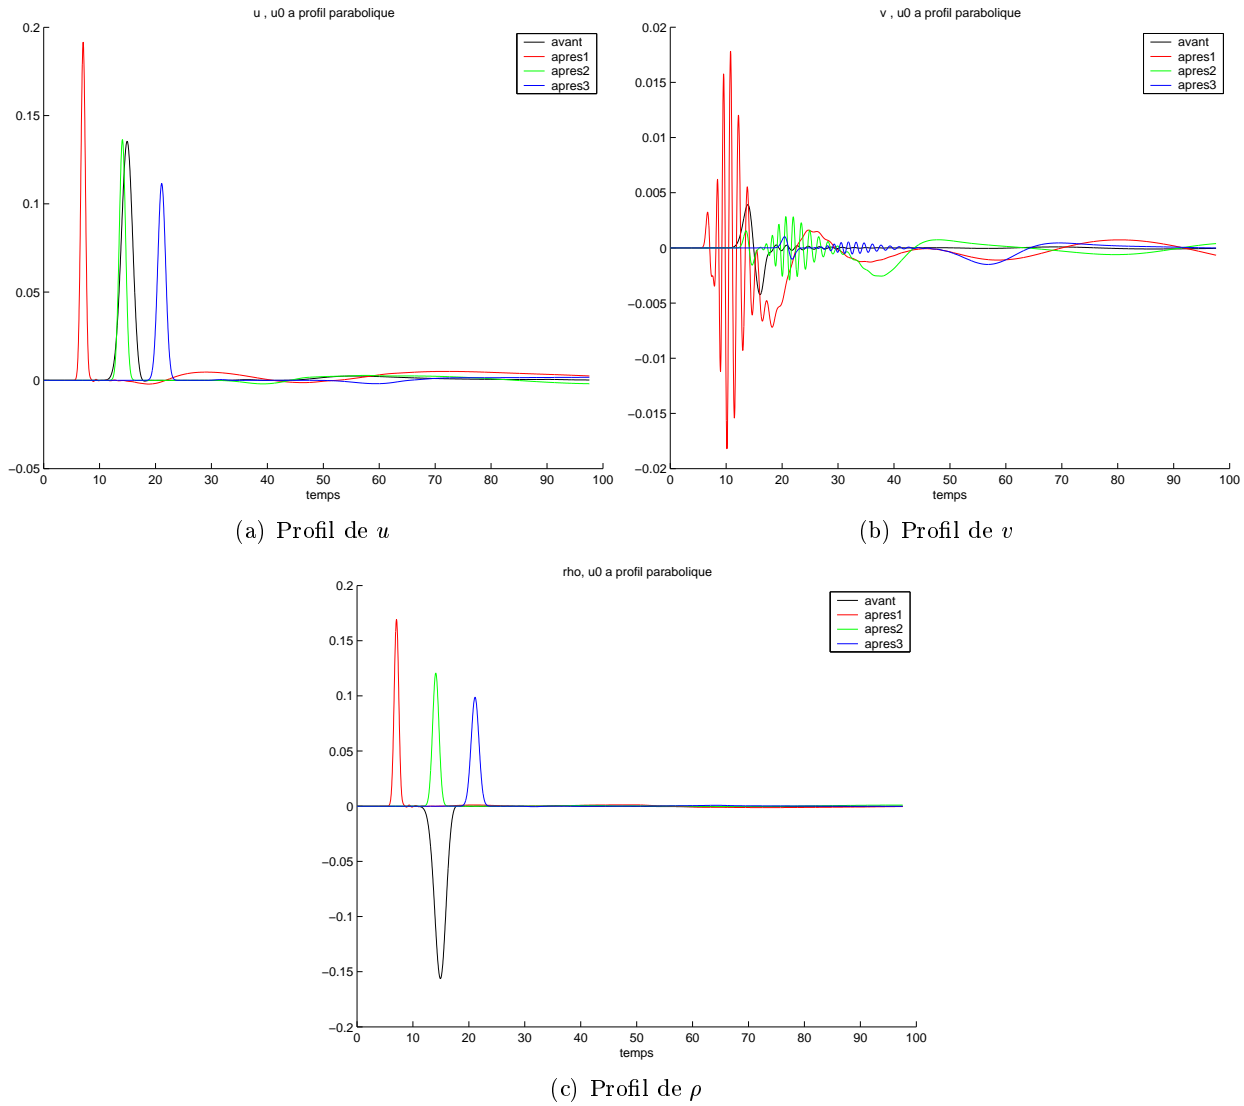 u , u0 a profil parabolique
0.2
0.15
0.1
0.05
0
−0.05
0 10 20 30 40 50 60 70 80 90 100
temps
avant
apres1
apres2
apres3
(a) Profil de u
v , u0 a profil parabolique
0.02
0.015
0.01
0.005
0
−0.005
−0.01
−0.015
−0.02
0 10 20 30 40 50 60 70 80 90 100
temps
avant
apres1
apres2
apres3
(b) Profil de v
rho, u0 a profil parabolique
0.2
0.15
0.1
0.05
0
−0.05
−0.1
−0.15
−0.2
0 10 20 30 40 50 60 70 80 90 100
temps
avant
apres1
apres2
apres3
(c) Profil de ρ